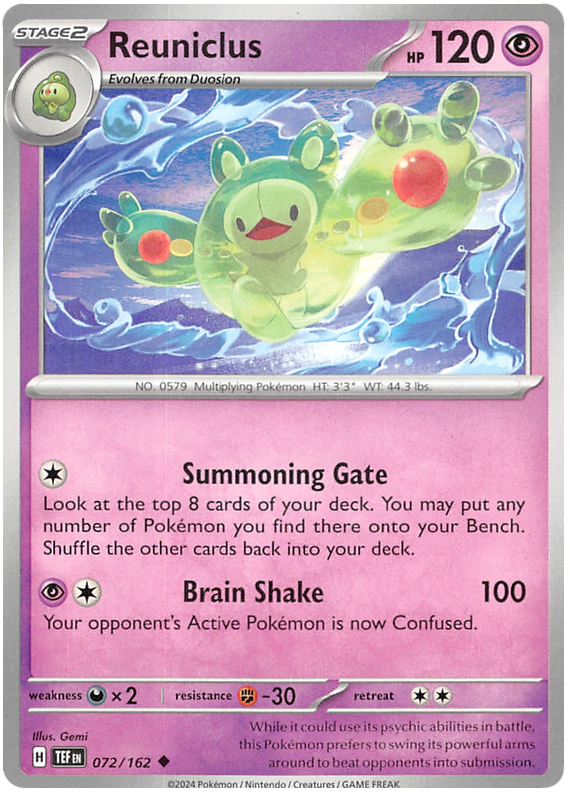 STAGE2
Reuniclus
HP 120
Evolves from Duosion
NO. 0579 Multiplying Pokémon HT: 3'3" WT: 44.3 lbs.
Summoning Gate
Look at the top 8 cards of your deck. You may put any
number of Pokémon you find there onto your Bench.
Shuffle the other cards back into your deck.
Brain Shake 100
Your opponent's Active Pokémon is now Confused.
weakness ×2 resistance -30 retreat
Illus. Gemi
H TEF EN 072/162
While it could use its psychic abilities in battle,
this Pokémon prefers to swing its powerful arms
around to beat opponents into submission.
©2024 Pokémon / Nintendo / Creatures / GAME FREAK